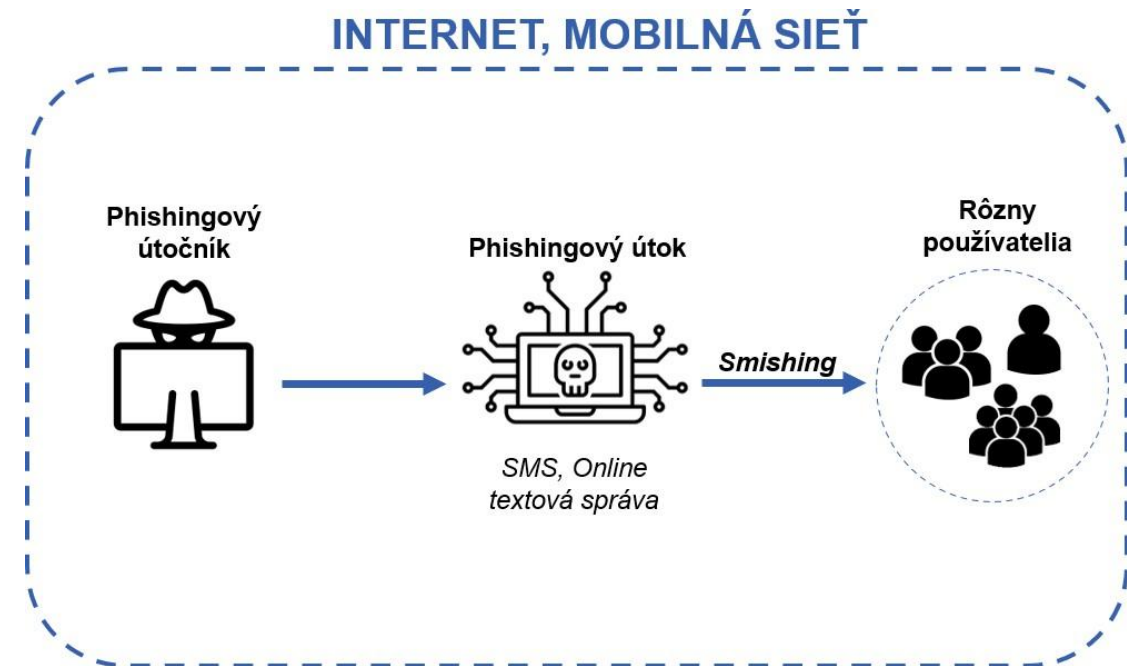 INTERNET, MOBILNÁ SIEŤ
Phishingový
útočník
Phishingový útok
Smishing
SMS, Online
textová správa
Rôzny
používatelia